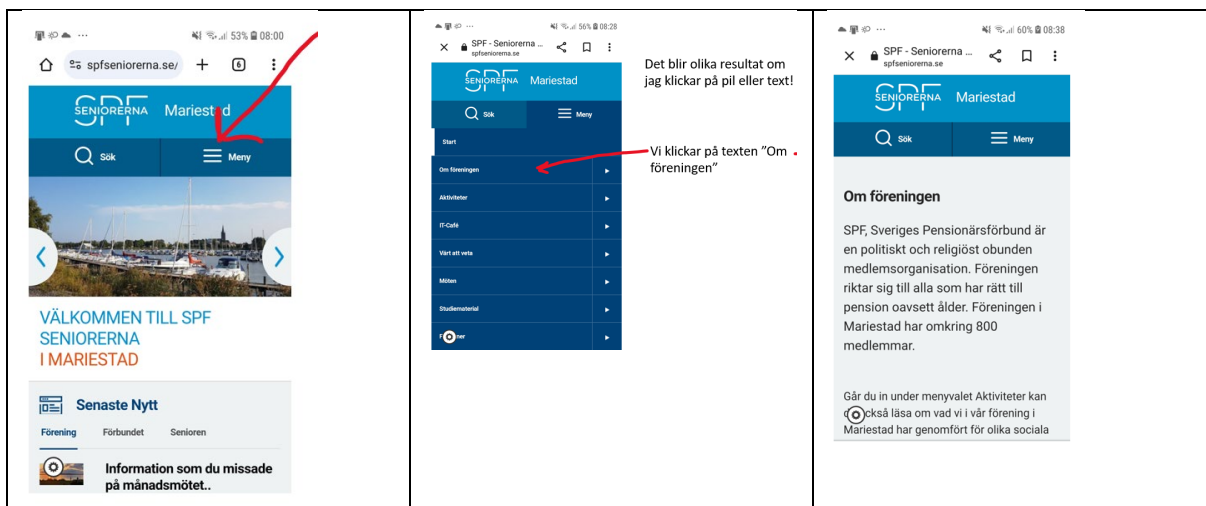 53% 08:00
spfseniorerna.se/ + 6
SPF SENIORERNA Mariestad
Sök Meny
VÄLKOMMEN TILL SPF
SENIORERNA
I MARIESTAD
Senaste Nytt
Förening Förbundet Senioren
Information som du missade
på månadsmötet..
56% 08:28
SPF - Seniorerna ...
spfseniorerna.se
SPF SENIORERNA Mariestad
Sök Meny
Start
Om föreningen
Aktiviteter
IT-Café
Värt att veta
Möten
Studiematerial
Det blir olika resultat om
jag klickar på pil eller text!
Vi klickar på texten ”Om
föreningen”
60% 08:38
SPF - Seniorerna ...
spfseniorerna.se
SPF SENIORERNA Mariestad
Sök Meny
Om föreningen
SPF, Sveriges Pensionärsförbund är
en politiskt och religiöst obunden
medlemsorganisation. Föreningen
riktar sig till alla som har rätt till
pension oavsett ålder. Föreningen i
Mariestad har omkring 800
medlemmar.
Går du in under menyvalet Aktiviteter kan
läsa om vad vi i vår förening i
Mariestad har genomfört för olika sociala